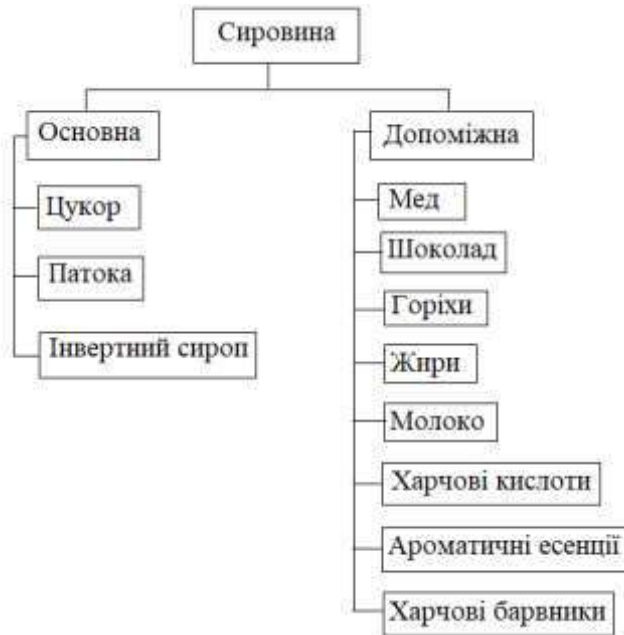 Сировина
Основна
Цукор
Патока
Інвертний сироп
Допоміжна
Мед
Шоколад
Горіхи
Жири
Молоко
Харчові кислоти
Ароматичні есенції
Харчові барвники